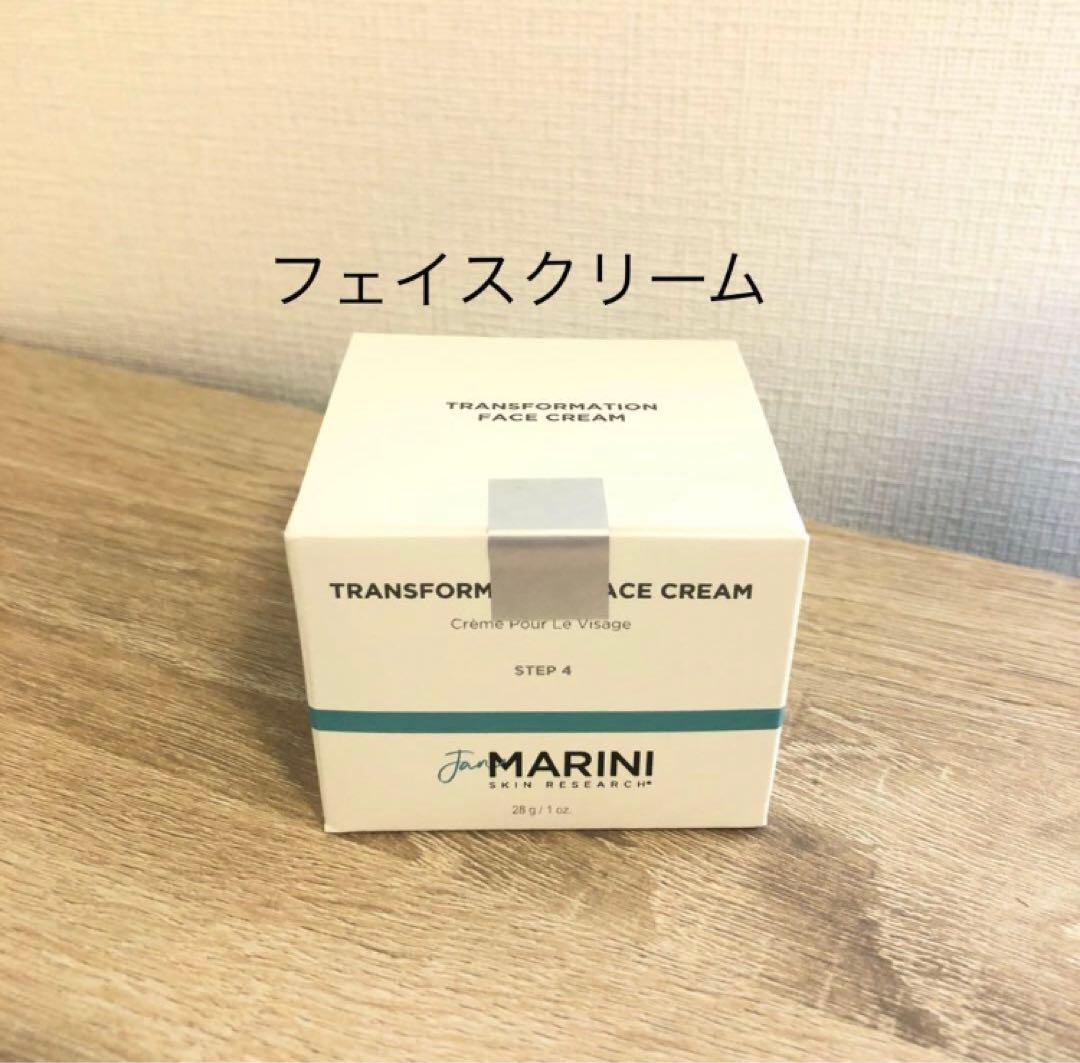 フェイスクリーム
TRANSFORMATION
FACE CREAM
TRANSFORM ACE CREAM
Crème Pour Le Visage
STEP 4
Jan MARINI
SKIN RESEARCH®
28 g / 1 oz.